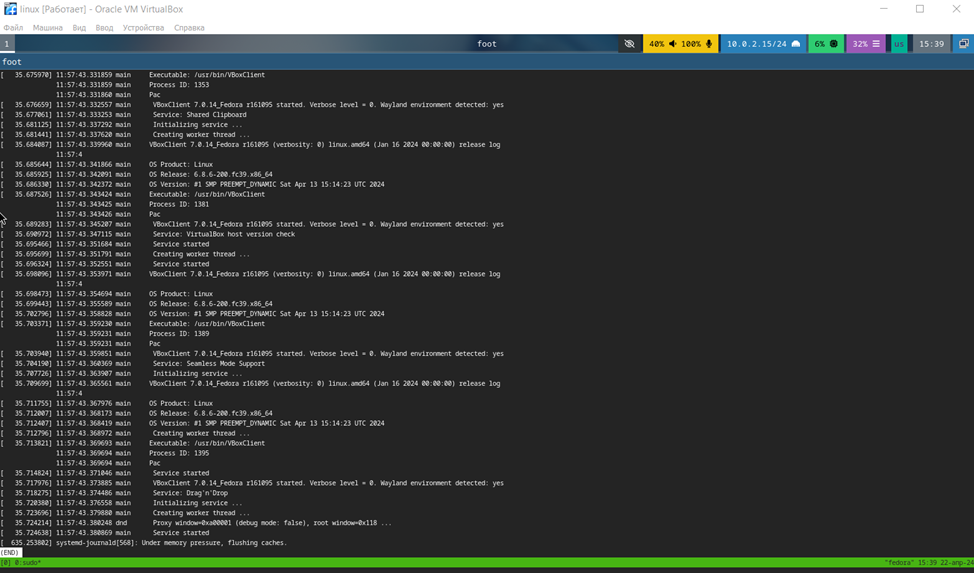 linux [Работает] - Oracle VM VirtualBox
Файл Машина Вид Ввод Устройства Справка
1 foot 40% 100% 10.0.2.15/24 6% 32% us 15:39
foot
[   35.675970] 11:57:43.331859 main     Executable: /usr/bin/VBoxClient
11:57:43.331859 main     Process ID: 1353
11:57:43.331860 main     Pac
[   35.676659] 11:57:43.332557 main      VBoxClient 7.0.14_Fedora r161095 started. Verbose level = 0. Wayland environment detected: yes
[   35.677061] 11:57:43.333253 main      Service: Shared Clipboard
[   35.681125] 11:57:43.337292 main      Initializing service ...
[   35.681441] 11:57:43.337620 main      Creating worker thread ...
[   35.684087] 11:57:43.339960 main     VBoxClient 7.0.14_Fedora r161095 (verbosity: 0) linux.amd64 (Jan 16 2024 00:00:00) release log
11:57:4
[   35.685644] 11:57:43.341866 main     OS Product: Linux
[   35.685925] 11:57:43.342091 main     OS Release: 6.8.6-200.fc39.x86_64
[   35.686330] 11:57:43.342372 main     OS Version: #1 SMP PREEMPT_DYNAMIC Sat Apr 13 15:14:23 UTC 2024
[   35.687526] 11:57:43.343424 main     Executable: /usr/bin/VBoxClient
11:57:43.343425 main     Process ID: 1381
11:57:43.343426 main     Pac
[   35.689283] 11:57:43.345207 main      VBoxClient 7.0.14_Fedora r161095 started. Verbose level = 0. Wayland environment detected: yes
[   35.690972] 11:57:43.347115 main      Service: VirtualBox host version check
[   35.695466] 11:57:43.351684 main      Service started
[   35.695699] 11:57:43.351791 main      Creating worker thread ...
[   35.696324] 11:57:43.352551 main      Service started
[   35.698096] 11:57:43.353971 main     VBoxClient 7.0.14_Fedora r161095 (verbosity: 0) linux.amd64 (Jan 16 2024 00:00:00) release log
11:57:4
[   35.698473] 11:57:43.354694 main     OS Product: Linux
[   35.699443] 11:57:43.355589 main     OS Release: 6.8.6-200.fc39.x86_64
[   35.702796] 11:57:43.358828 main     OS Version: #1 SMP PREEMPT_DYNAMIC Sat Apr 13 15:14:23 UTC 2024
[   35.703371] 11:57:43.359230 main     Executable: /usr/bin/VBoxClient
11:57:43.359231 main     Process ID: 1389
11:57:43.359231 main     Pac
[   35.703940] 11:57:43.359851 main      VBoxClient 7.0.14_Fedora r161095 started. Verbose level = 0. Wayland environment detected: yes
[   35.704190] 11:57:43.360369 main      Service: Seamless Mode Support
[   35.707726] 11:57:43.363907 main      Initializing service ...
[   35.709699] 11:57:43.365561 main     VBoxClient 7.0.14_Fedora r161095 (verbosity: 0) linux.amd64 (Jan 16 2024 00:00:00) release log
11:57:4
[   35.711755] 11:57:43.367976 main     OS Product: Linux
[   35.712007] 11:57:43.368173 main     OS Release: 6.8.6-200.fc39.x86_64
[   35.712407] 11:57:43.368419 main     OS Version: #1 SMP PREEMPT_DYNAMIC Sat Apr 13 15:14:23 UTC 2024
[   35.712796] 11:57:43.368972 main      Creating worker thread ...
[   35.713821] 11:57:43.369693 main     Executable: /usr/bin/VBoxClient
11:57:43.369694 main     Process ID: 1395
11:57:43.369694 main     Pac
[   35.714824] 11:57:43.371046 main      Service started
[   35.717976] 11:57:43.373885 main      VBoxClient 7.0.14_Fedora r161095 started. Verbose level = 0. Wayland environment detected: yes
[   35.718275] 11:57:43.374486 main      Service: Drag'n'Drop
[   35.720380] 11:57:43.376558 main      Initializing service ...
[   35.723696] 11:57:43.379880 main      Creating worker thread ...
[   35.724214] 11:57:43.380248 dnd      Proxy window=0xa00001 (debug mode: false), root window=0x118 ...
[   35.724638] 11:57:43.380869 main      Service started
[  635.253802] systemd-journald[568]: Under memory pressure, flushing caches.
(END)
[0] 0:sudo* "fedora" 15:39 22-апр-24